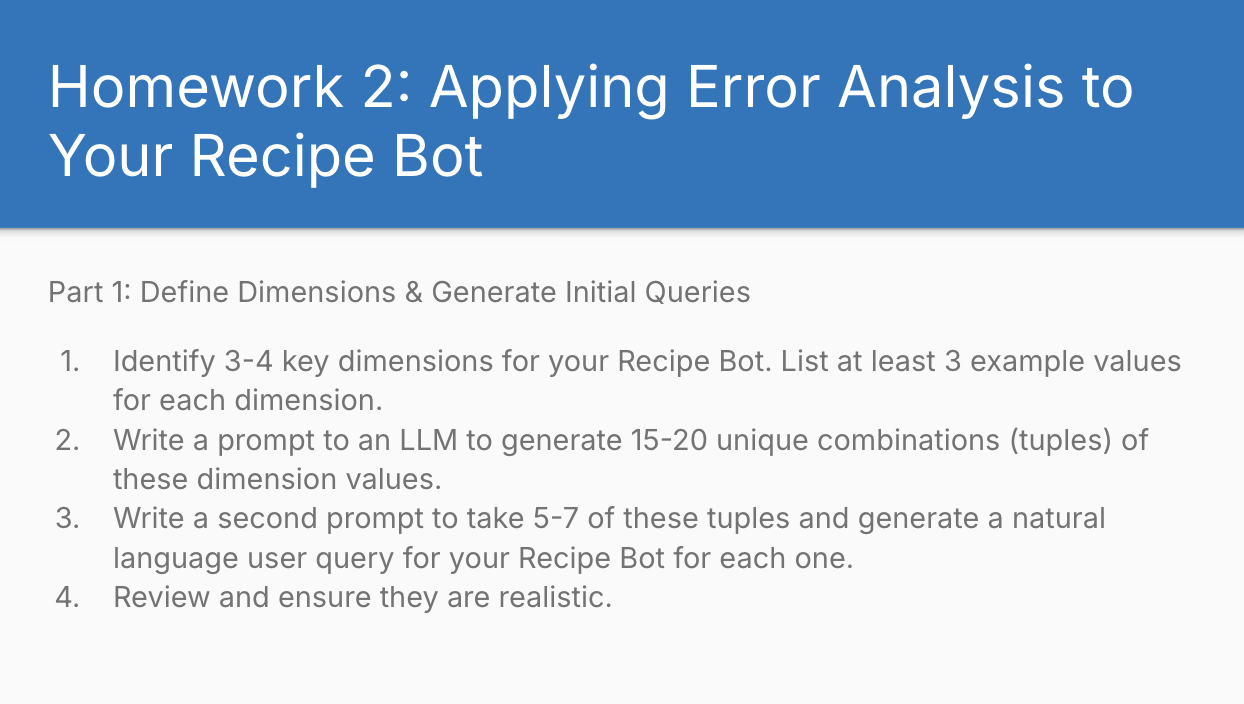 Homework 2: Applying Error Analysis to
Your Recipe Bot
Part 1: Define Dimensions & Generate Initial Queries
1. Identify 3-4 key dimensions for your Recipe Bot. List at least 3 example values
for each dimension.
2. Write a prompt to an LLM to generate 15-20 unique combinations (tuples) of
these dimension values.
3. Write a second prompt to take 5-7 of these tuples and generate a natural
language user query for your Recipe Bot for each one.
4. Review and ensure they are realistic.